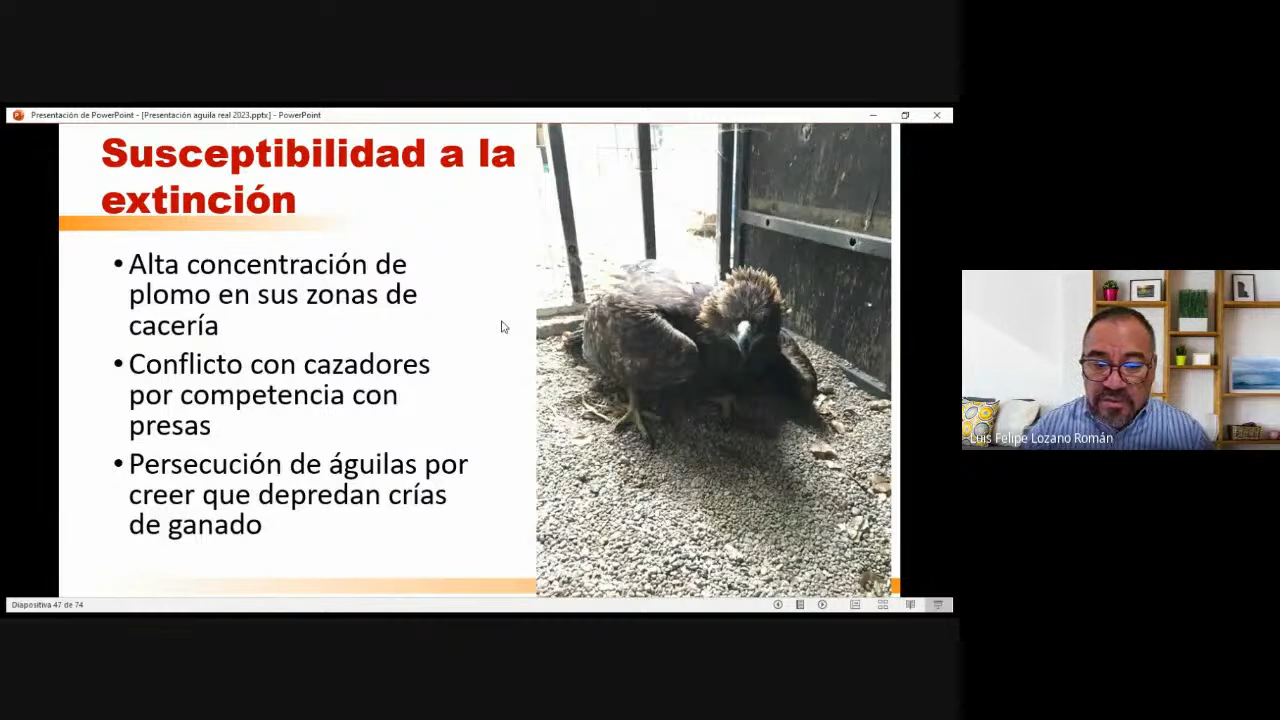 Presentación de PowerPoint - [Presentación aguila real 2023.pptx] - PowerPoint
Susceptibilidad a la
extinción
•Alta concentración de
plomo en sus zonas de
cacería
•Conflicto con cazadores
por competencia con
presas
•Persecución de águilas por
creer que depredan crías
de ganado
Diapositiva 47 de 74
Luis Felipe Lozano Román